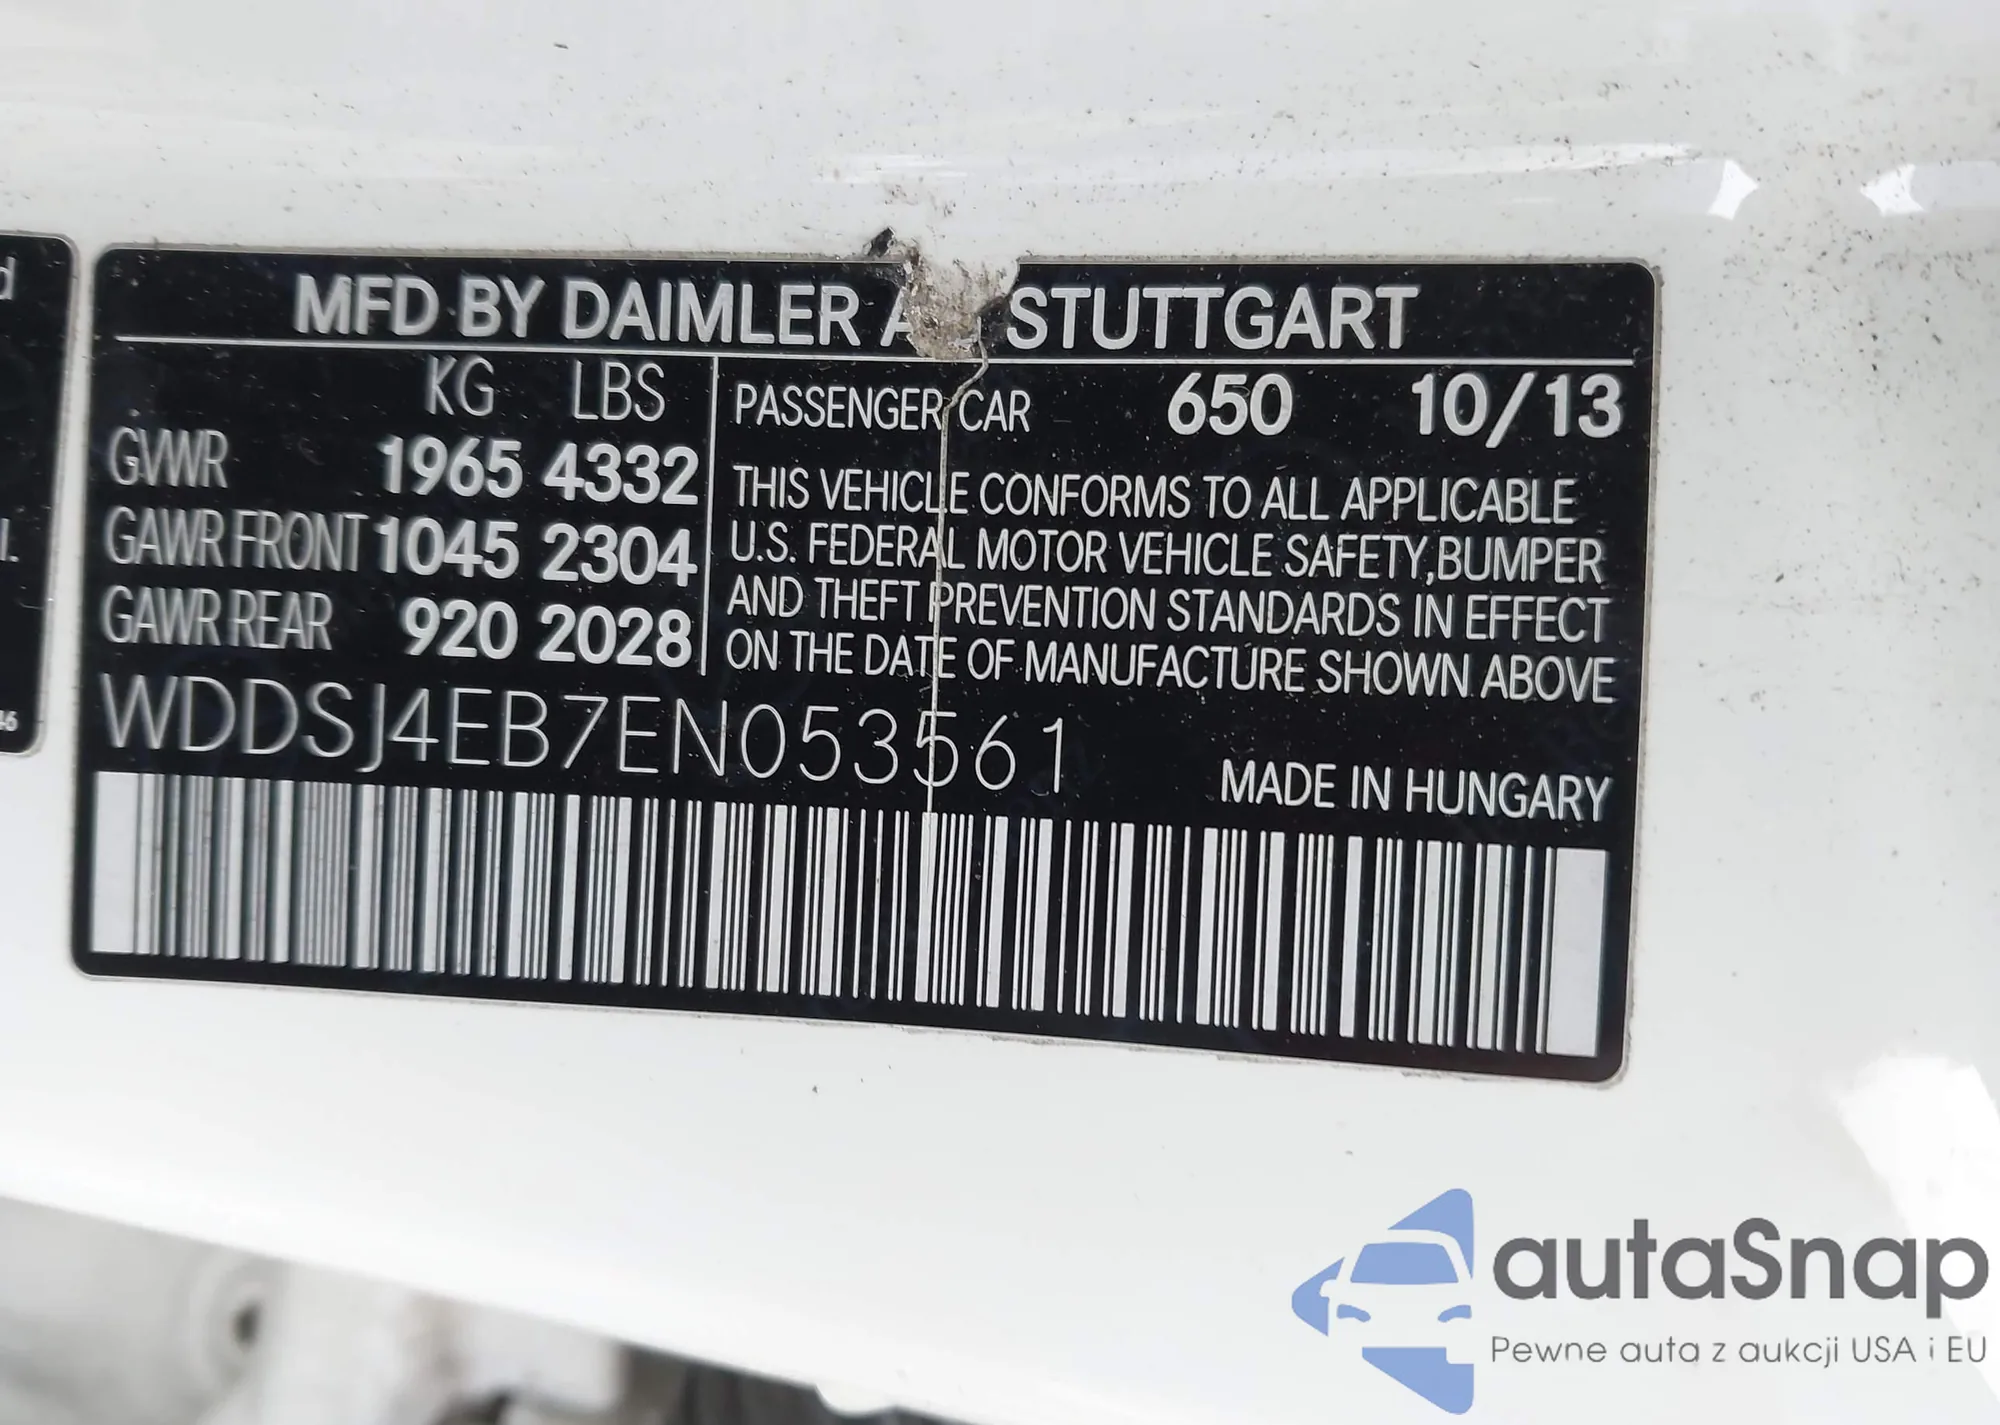 MFD BY DAIMLER AG STUTTGART
KG LBS
GVWR 1965 4332
GAWR FRONT 1045 2304
GAWR REAR 920 2028
PASSENGER CAR 650 10/13
THIS VEHICLE CONFORMS TO ALL APPLICABLE
U.S. FEDERAL MOTOR VEHICLE SAFETY, BUMPER
AND THEFT PREVENTION STANDARDS IN EFFECT
ON THE DATE OF MANUFACTURE SHOWN ABOVE
WDDSJ4EB7EN053561
MADE IN HUNGARY
autaSnap
Pewne auta z aukcji USA i EU